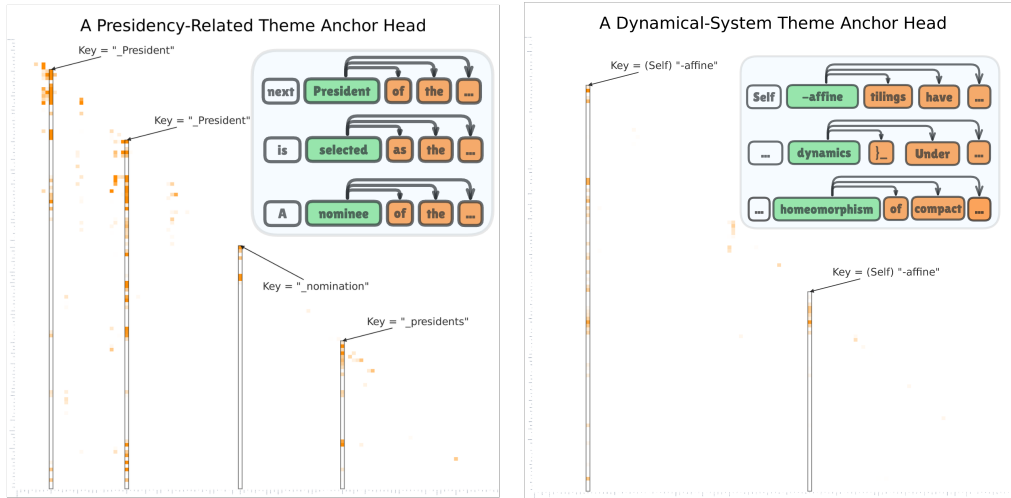 A Presidency-Related Theme Anchor Head
Key = "_President"
next President of the ...
Key = "_President"
is selected as the ...
A nominee of the ...
Key = "_nomination"
Key = "_presidents"
A Dynamical-System Theme Anchor Head
Key = (Self) "-affine"
Self -affine tilings have ...
... dynamics }_ Under ...
... homeomorphism of compact ...
Key = (Self) "-affine"